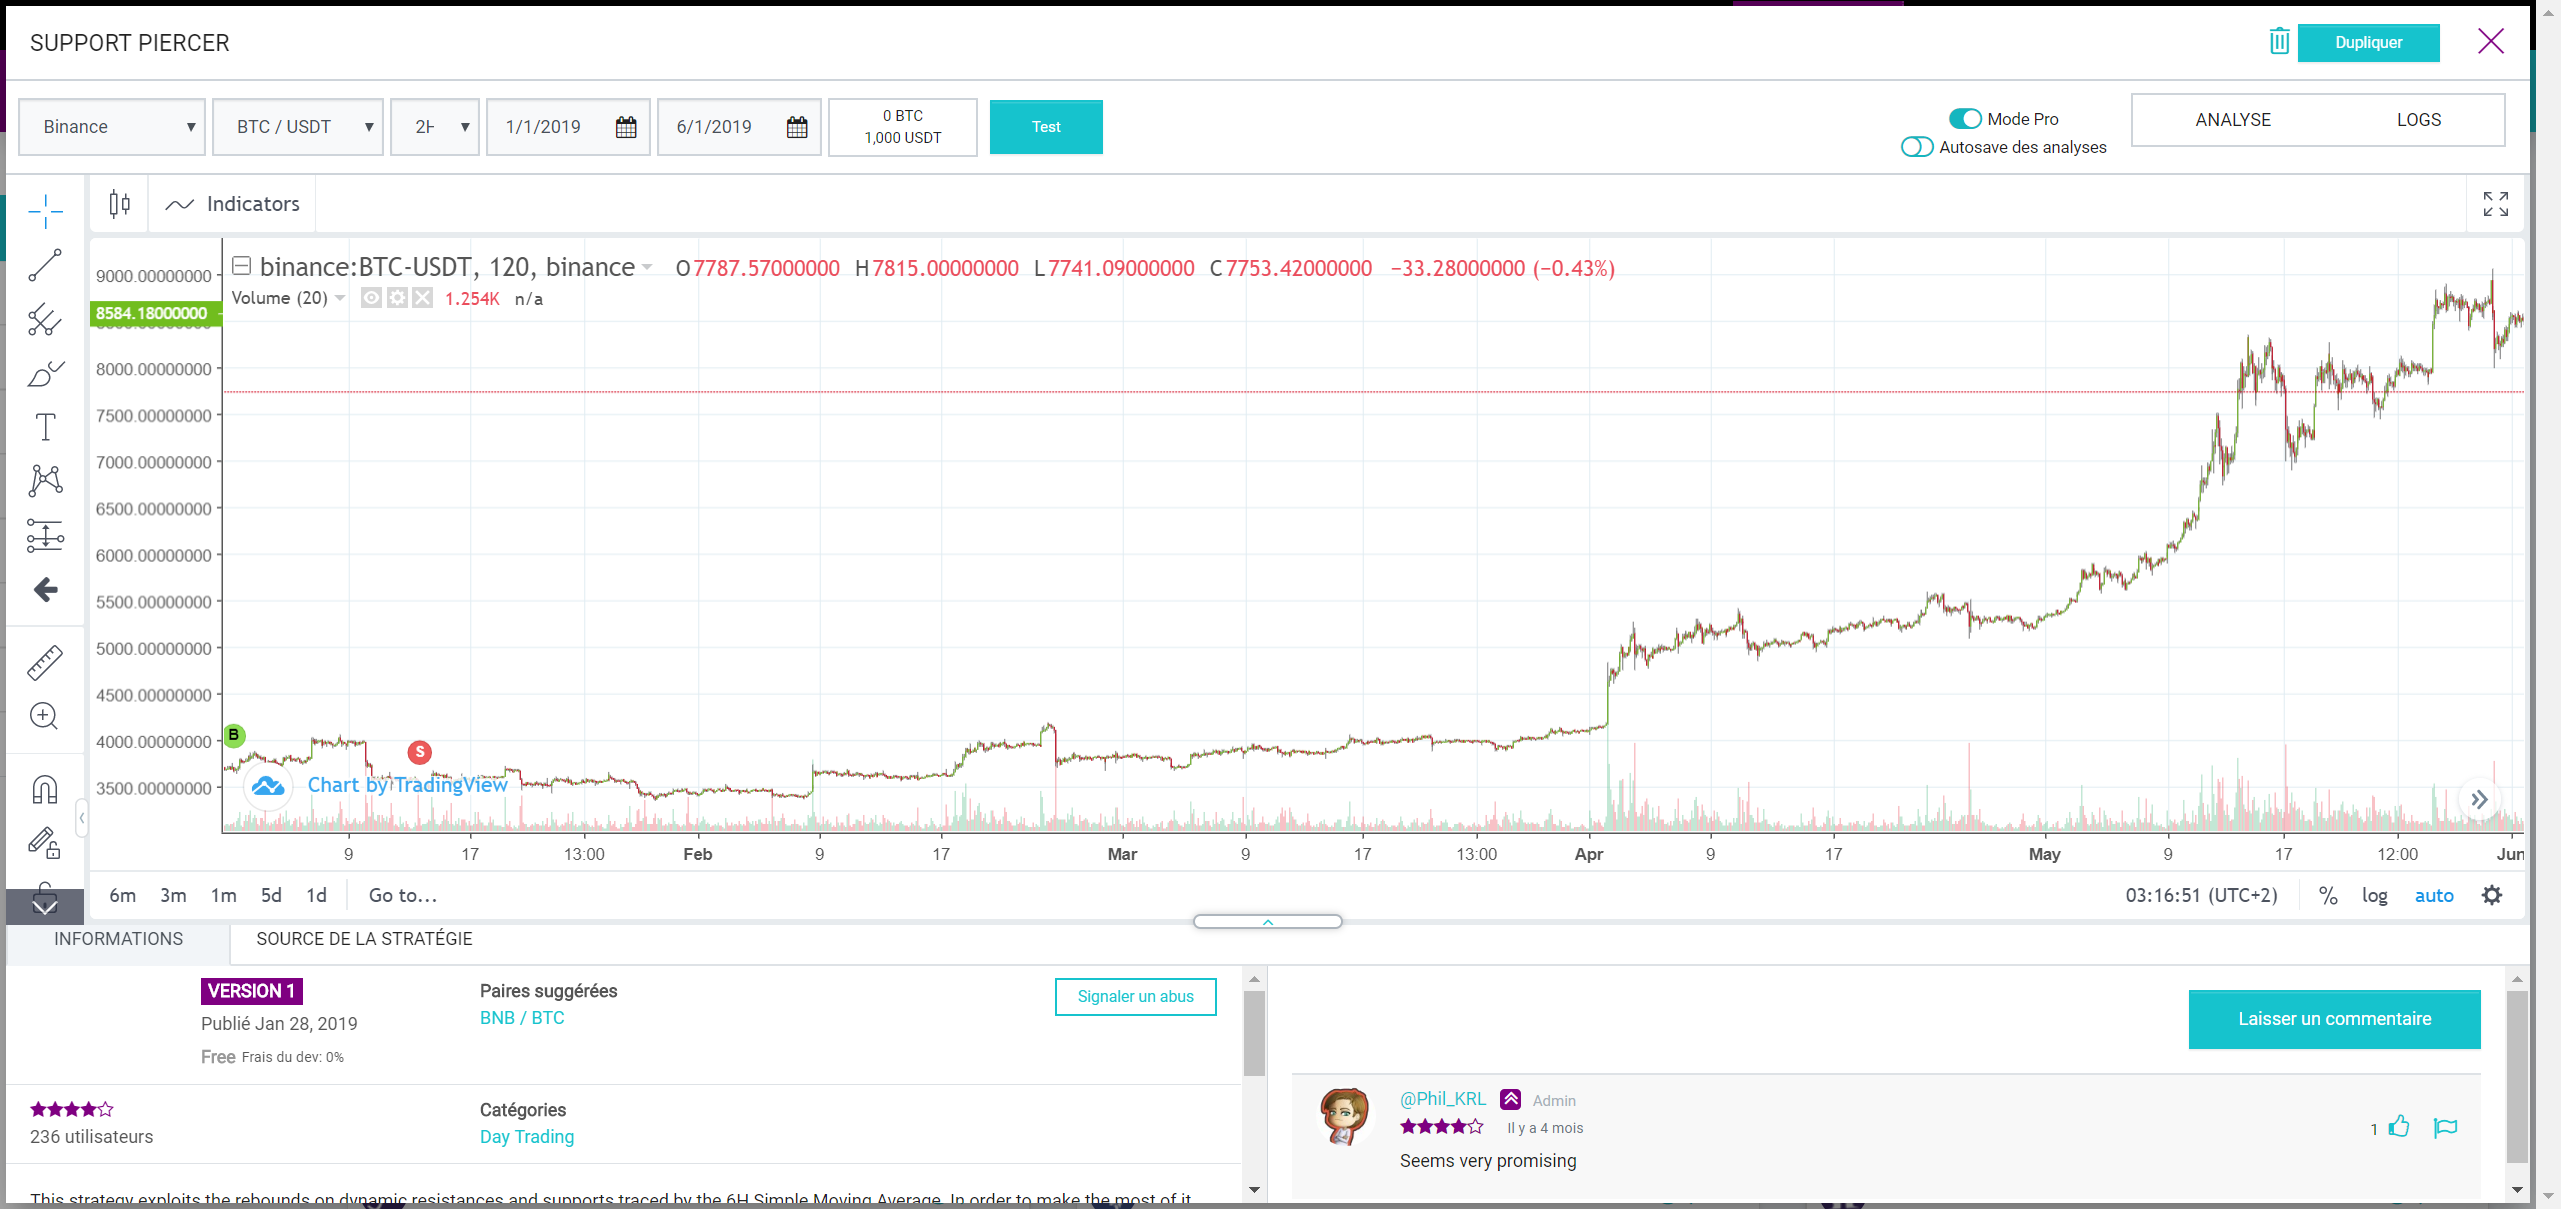 SUPPORT PIERCER
Dupliquer
Binance
BTC / USDT
1/1/2019
6/1/2019
0 BTC
1,000 USDT
Test
Mode Pro
Autosave des analyses
ANALYSE
LOGS
Indicators
binance:BTC-USDT, 120, binance O7787.57000000 H7815.00000000 L7741.09000000 C7753.42000000 −33.28000000 (−0.43%)
Volume (20) 1.254K n/a
9000.00000000
8584.18000000
8000.00000000
7500.00000000
7000.00000000
6500.00000000
6000.00000000
5500.00000000
5000.00000000
4500.00000000
4000.00000000
3500.00000000
B
S
Chart by TradingView
9 17 13:00 Feb 9 17 Mar 9 17 13:00 Apr 9 17 May 9 17 12:00 Jun
6m 3m 1m 5d 1d Go to...
03:16:51 (UTC+2) % log auto
INFORMATIONS
SOURCE DE LA STRATÉGIE
VERSION 1
Publié Jan 28, 2019
Free Frais du dev: 0%
Paires suggérées
BNB / BTC
Signaler un abus
236 utilisateurs
Catégories
Day Trading
This strategy exploits the rebounds on dynamic resistances and supports traced by the 6H Simple Moving Average. In order to make the most of it,
Laisser un commentaire
@Phil_KRL Admin
Il y a 4 mois
1
Seems very promising